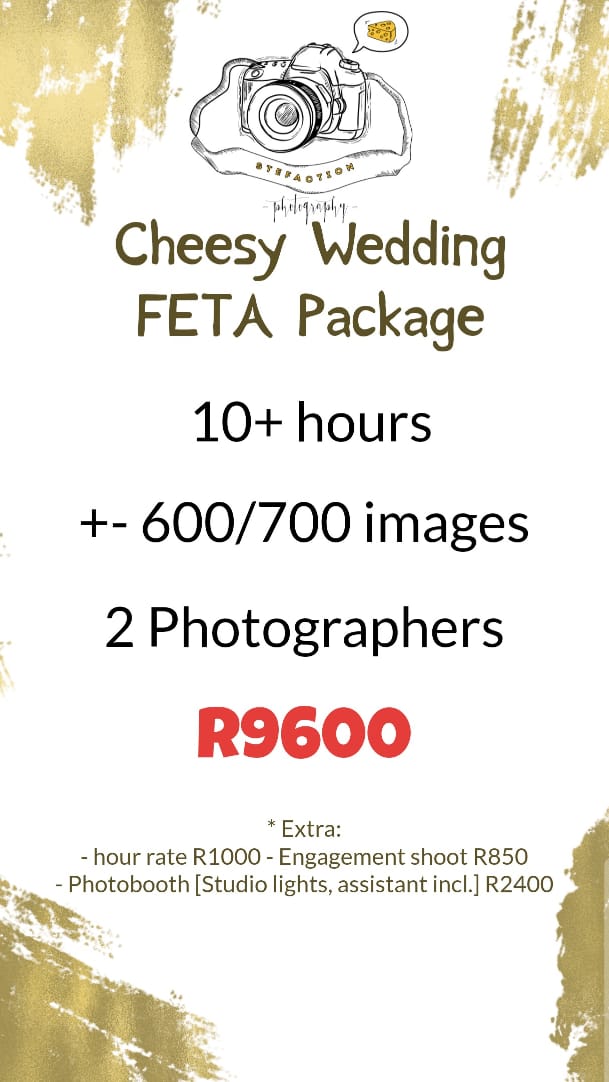 STEFACTION
-photography-
Cheesy Wedding
FETA Package
10+ hours
+- 600/700 images
2 Photographers
R9600
* Extra:
- hour rate R1000 - Engagement shoot R850
- Photobooth [Studio lights, assistant incl.] R2400